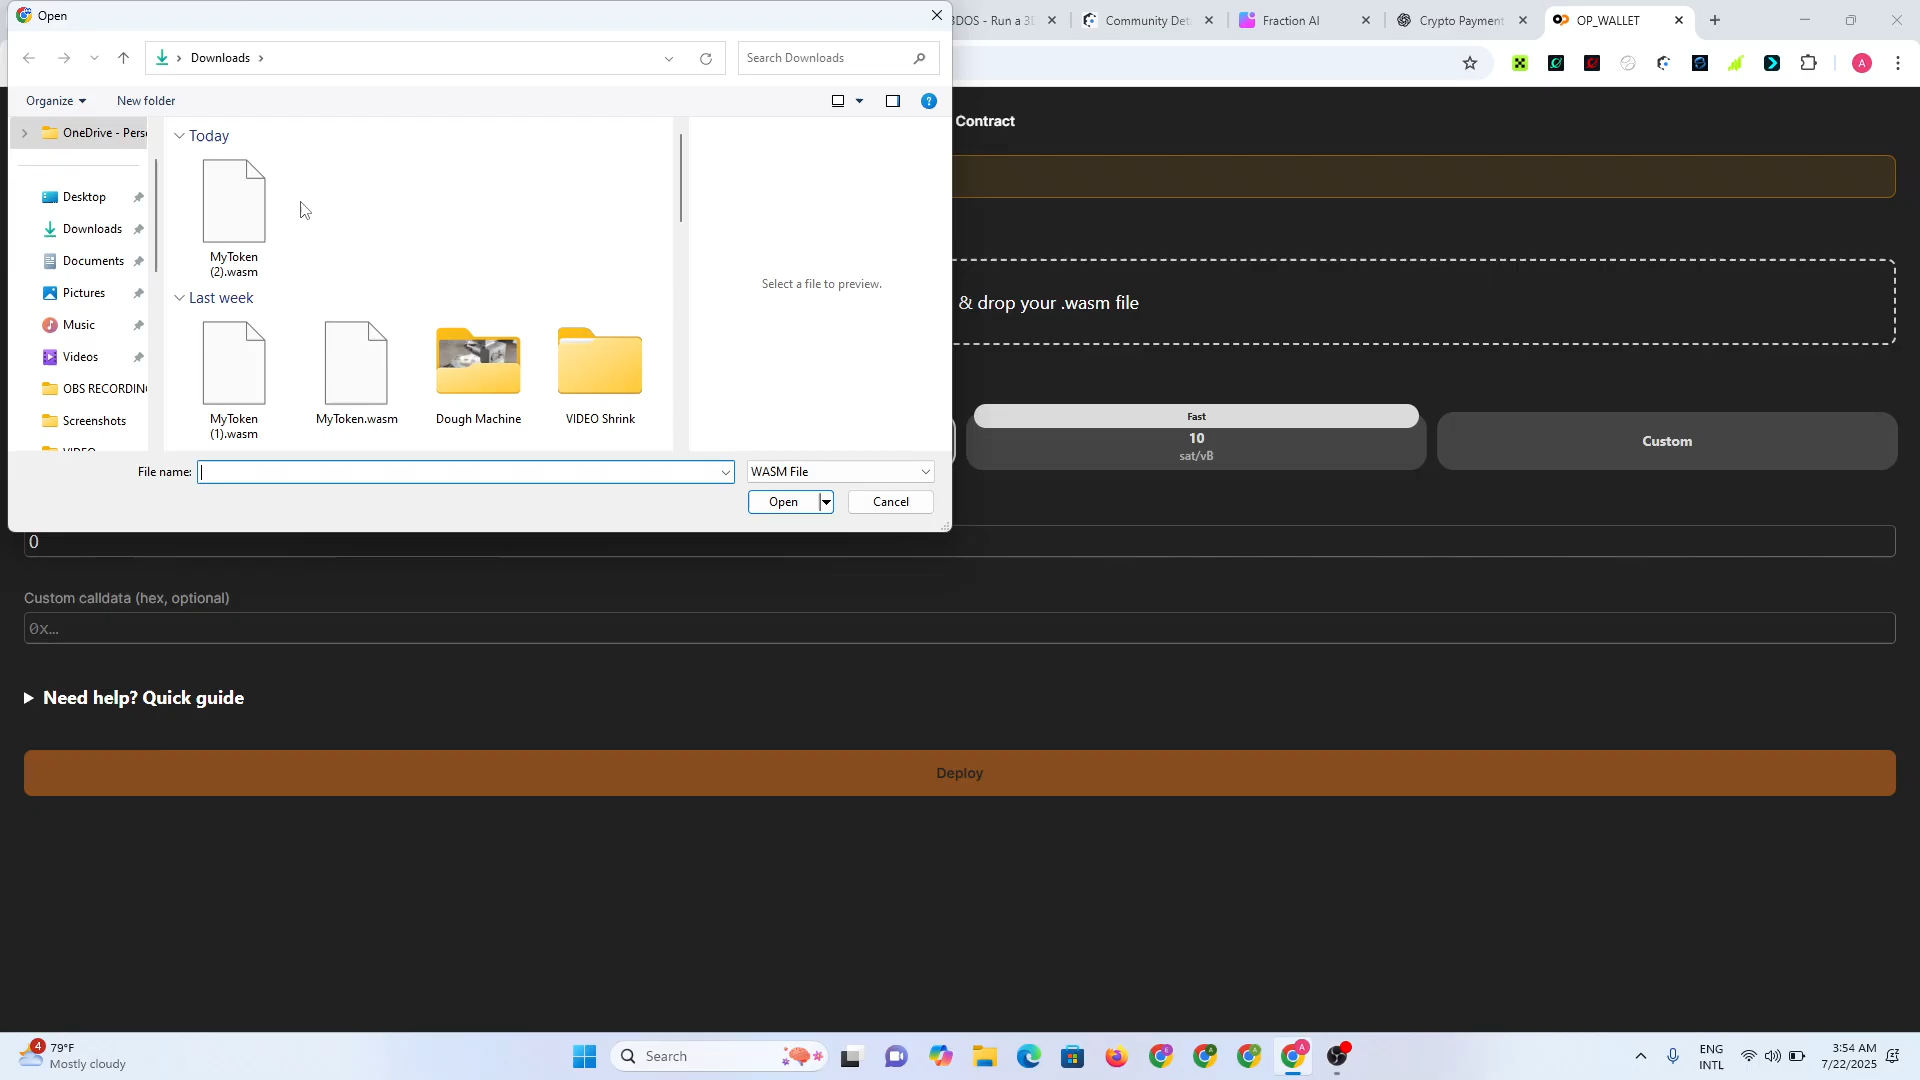 Open
3DOS - Run a 3
Community Det
Fraction AI
Crypto Payment
OP_WALLET
Downloads
Search Downloads
A
Organize
New folder
?
OneDrive - Pers
Today
Contract
Desktop
MyToken
(2).wasm
Downloads
Documents
Select a file to preview.
Pictures
Last week
& drop your .wasm file
Music
Videos
OBS RECORDING
Screenshots
VIDEO
MyToken
(1).wasm
MyToken.wasm
Dough Machine
VIDEO Shrink
Fast
10
sat/vB
Custom
File name:
WASM File
Open
Cancel
0
Custom calldata (hex, optional)
0x...
Need help? Quick guide
Deploy
4
79°F
Mostly cloudy
Search
ENG
INTL
3:54 AM
7/22/2025